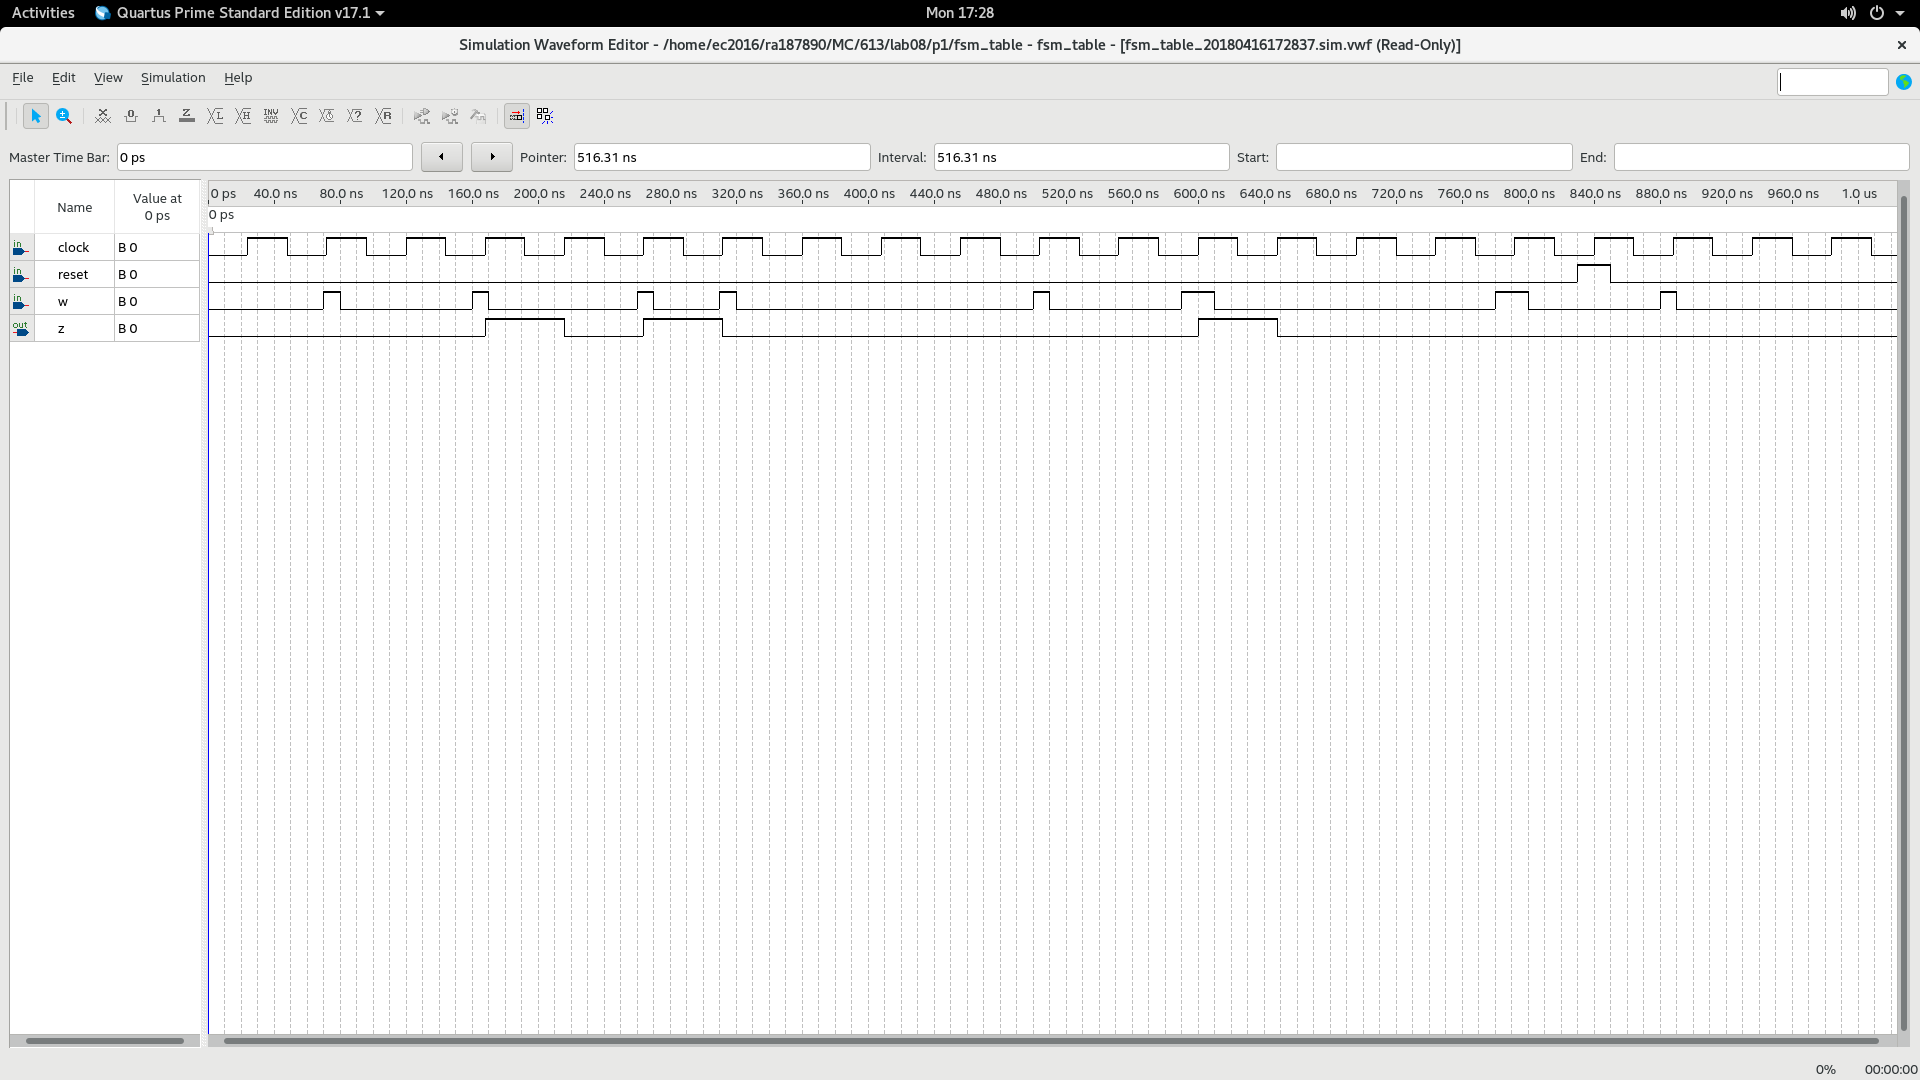 Activities Quartus Prime Standard Edition v17.1 Mon 17:28
Simulation Waveform Editor - /home/ec2016/ra187890/MC/613/lab08/p1/fsm_table - fsm_table - [fsm_table_20180416172837.sim.vwf (Read-Only)]
File Edit View Simulation Help
Master Time Bar: 0 ps Pointer: 516.31 ns Interval: 516.31 ns Start: End:
Name Value at 0 ps
0 ps 40.0 ns 80.0 ns 120.0 ns 160.0 ns 200.0 ns 240.0 ns 280.0 ns 320.0 ns 360.0 ns 400.0 ns 440.0 ns 480.0 ns 520.0 ns 560.0 ns 600.0 ns 640.0 ns 680.0 ns 720.0 ns 760.0 ns 800.0 ns 840.0 ns 880.0 ns 920.0 ns 960.0 ns 1.0 us
0 ps
in clock B 0
in reset B 0
in w B 0
out z B 0
0% 00:00:00